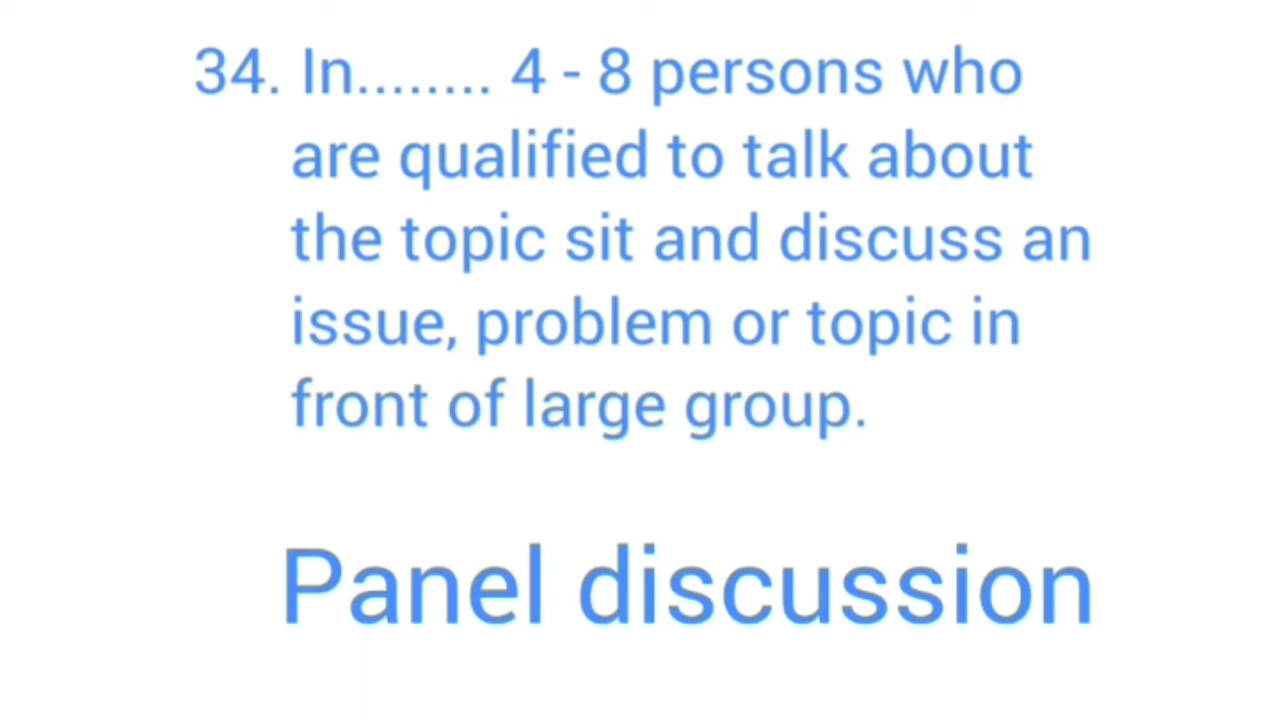 34. In........ 4 - 8 persons who
are qualified to talk about
the topic sit and discuss an
issue, problem or topic in
front of large group.
Panel discussion